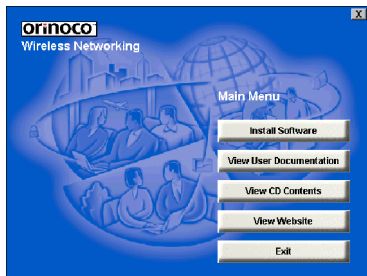 X
orinoco
Wireless Networking
Main Menu
Install Software
View User Documentation
View CD Contents
View Website
Exit